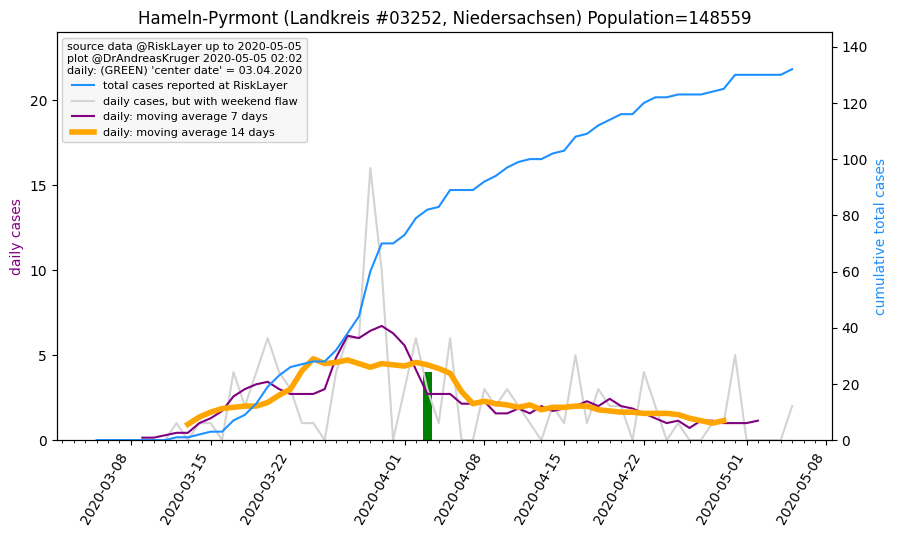 Hameln-Pyrmont (Landkreis #03252, Niedersachsen) Population=148559
source data @RiskLayer up to 2020-05-05
plot @DrAndreasKruger 2020-05-05 02:02
daily: (GREEN) 'center date' = 03.04.2020
total cases reported at RiskLayer
daily cases, but with weekend flaw
daily: moving average 7 days
daily: moving average 14 days
daily cases
20
15
10
5
0
cumulative total cases
140
120
100
80
60
40
20
0
2020-03-08
2020-03-15
2020-03-22
2020-04-01
2020-04-08
2020-04-15
2020-04-22
2020-05-01
2020-05-08